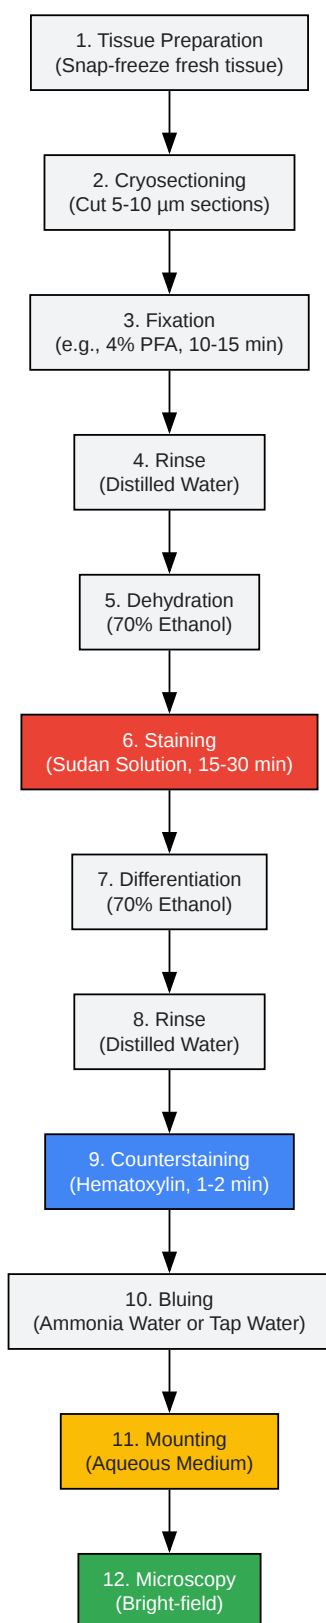 1. Tissue Preparation
(Snap-freeze fresh tissue)
2. Cryosectioning
(Cut 5-10 µm sections)
3. Fixation
(e.g., 4% PFA, 10-15 min)
4. Rinse
(Distilled Water)
5. Dehydration
(70% Ethanol)
6. Staining
(Sudan Solution, 15-30 min)
7. Differentiation
(70% Ethanol)
8. Rinse
(Distilled Water)
9. Counterstaining
(Hematoxylin, 1-2 min)
10. Bluing
(Ammonia Water or Tap Water)
11. Mounting
(Aqueous Medium)
12. Microscopy
(Bright-field)